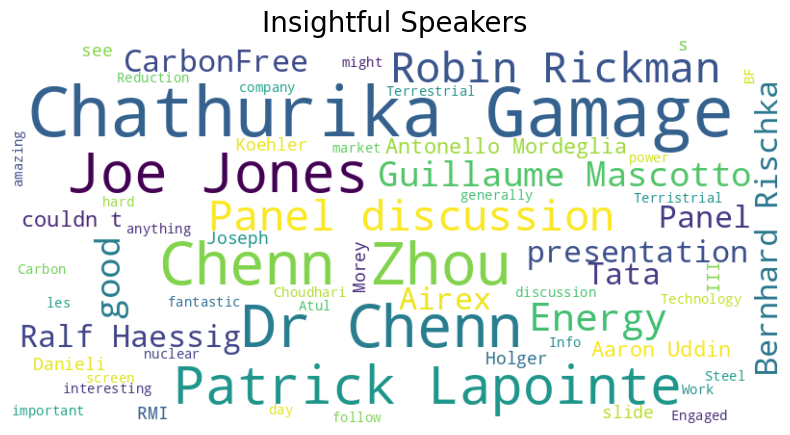 Insightful Speakers
see
CarbonFree
might
Robin Rickman
s
Reduction
company
Terrestrial
BF
Chathurika Gamage
amazing
Koehler
market
Antonello Mordeglia
power
Joe Jones
Guillaume Mascotto
Bernhard Rischka
hard
generally
Terristrial
couldn t
anything
Panel discussion
Panel
Joseph
good
Chenn Zhou
Morey
presentation
Tata
III
Carbon
les
fantastic
Choudhari
Atul
Airex
discussion
Technology
Ralf Haessig
Dr Chenn
Energy
nuclear
Info
Aaron Uddin
Danieli
Holger
screen
interesting
Patrick Lapointe
Steel
Work
important
RMI
day
follow
slide
Engaged